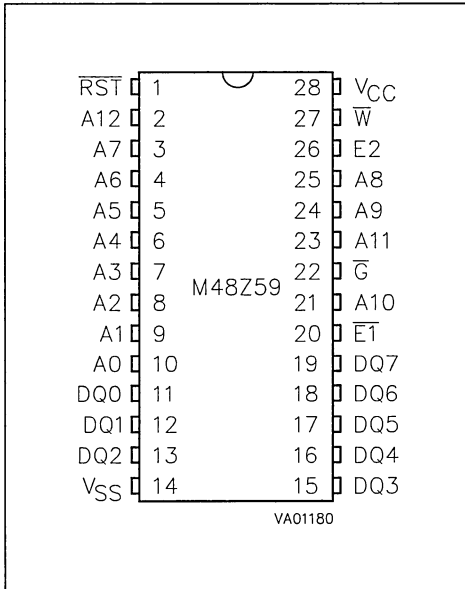 R̅S̅T̅ 1 28 VCC
A12 2 27 W̅
A7 3 26 E2
A6 4 25 A8
A5 5 24 A9
A4 6 23 A11
A3 7 22 G̅
M48Z59
A2 8 21 A10
A1 9 20 E̅1̅
A0 10 19 DQ7
DQ0 11 18 DQ6
DQ1 12 17 DQ5
DQ2 13 16 DQ4
VSS 14 15 DQ3
VA01180